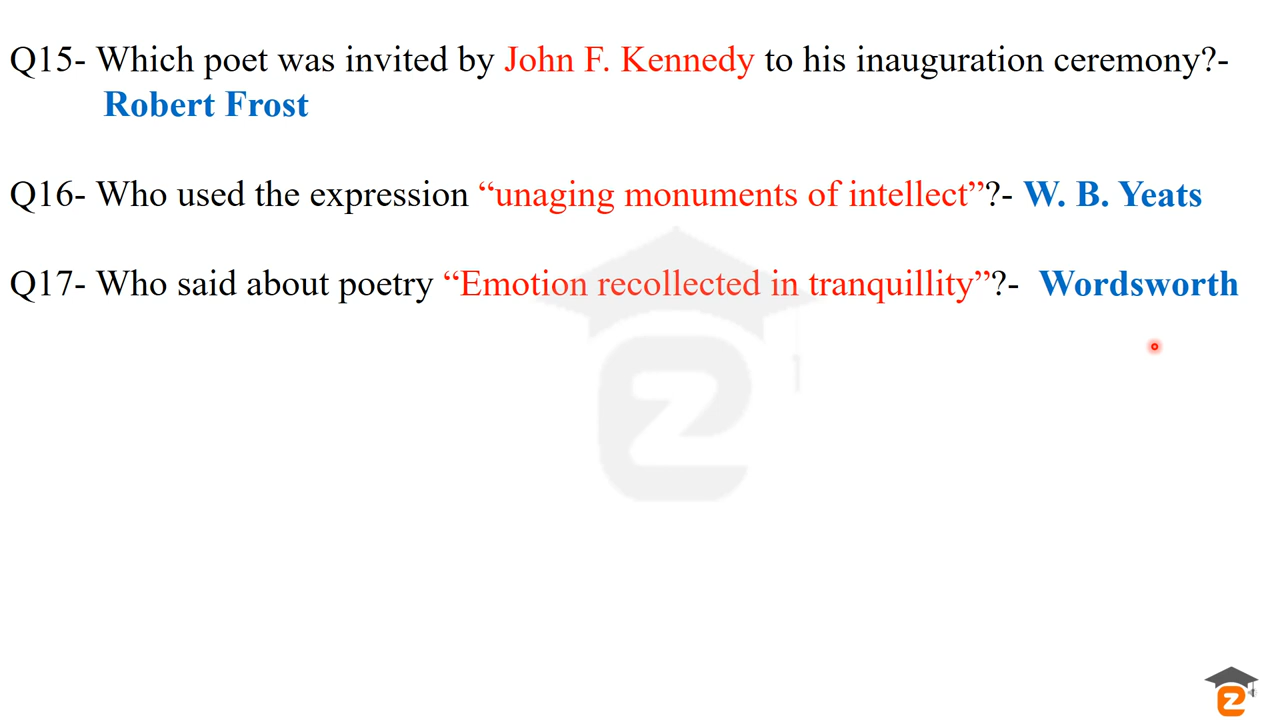 Q15- Which poet was invited by John F. Kennedy to his inauguration ceremony?-
Robert Frost
Q16- Who used the expression “unaging monuments of intellect”?- W. B. Yeats
Q17- Who said about poetry “Emotion recollected in tranquillity”?- Wordsworth